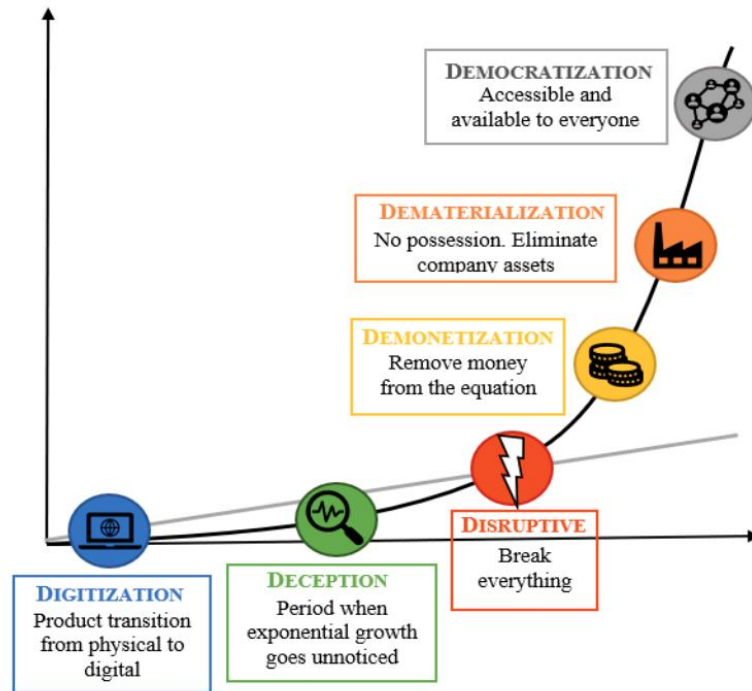 DEMOCRATIZATION
Accessible and
available to everyone
DEMATERIALIZATION
No possession. Eliminate
company assets
DEMONETIZATION
Remove money
from the equation
DISRUPTIVE
Break
everything
DIGITIZATION
Product transition
from physical to
digital
DECEPTION
Period when
exponential growth
goes unnoticed